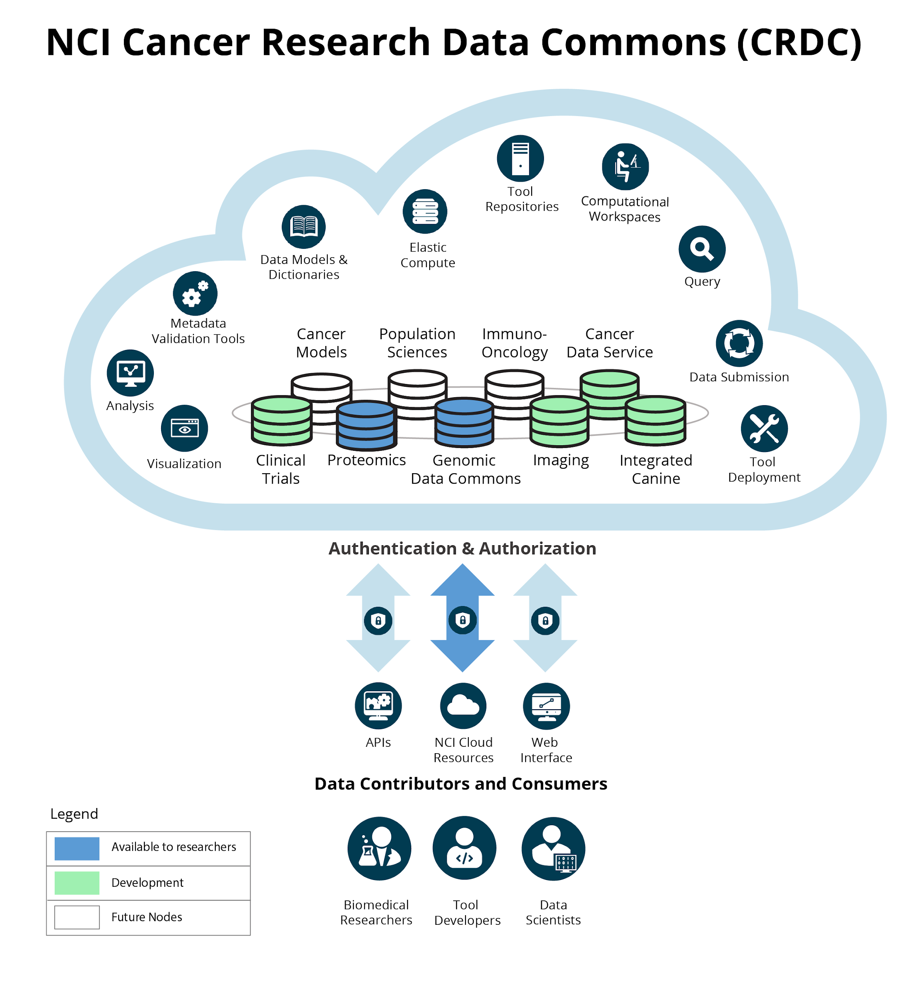 NCI Cancer Research Data Commons (CRDC)
Tool
Repositories
Computational
Workspaces
Elastic
Compute
Data Models &
Dictionaries
Query
Metadata
Validation Tools
Cancer
Models
Population
Sciences
Immuno-
Oncology
Cancer
Data Service
Data Submission
Analysis
Visualization
Clinical
Trials
Proteomics
Genomic
Data Commons
Imaging
Integrated
Canine
Tool
Deployment
Authentication & Authorization
APIs
NCI Cloud
Resources
Web
Interface
Data Contributors and Consumers
Biomedical
Researchers
Tool
Developers
Data
Scientists
Legend
Available to researchers
Development
Future Nodes